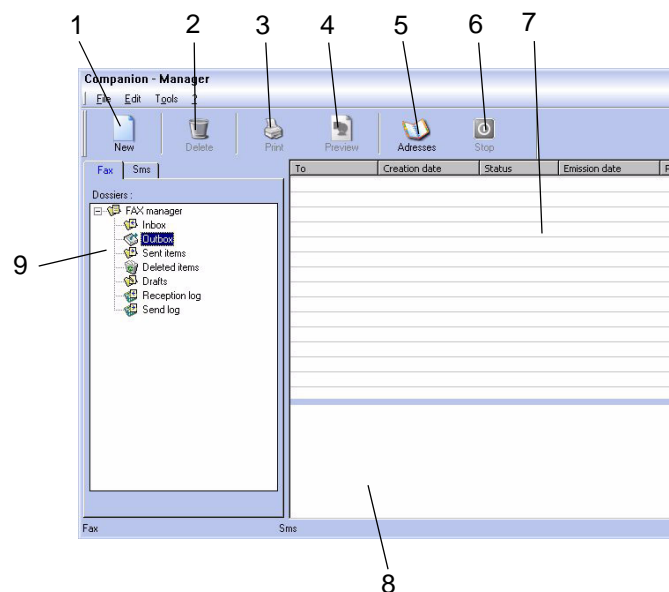 1 2 3 4 5 6 7
Companion - Manager
File Edit Tools ?
New Delete Print Preview Adresses Stop
Fax Sms
To Creation date Status Emission date
Dossiers :
FAX manager
Inbox
Outbox
Sent items
9
Deleted items
Drafts
Reception log
Send log
Fax Sms
8